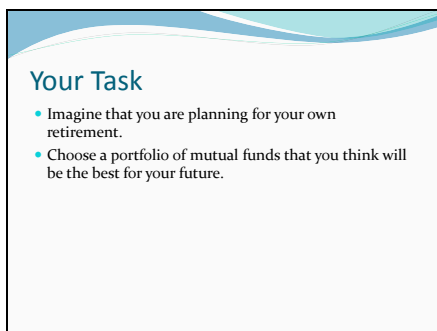 Your Task
• Imagine that you are planning for your own
retirement.
• Choose a portfolio of mutual funds that you think will
be the best for your future.